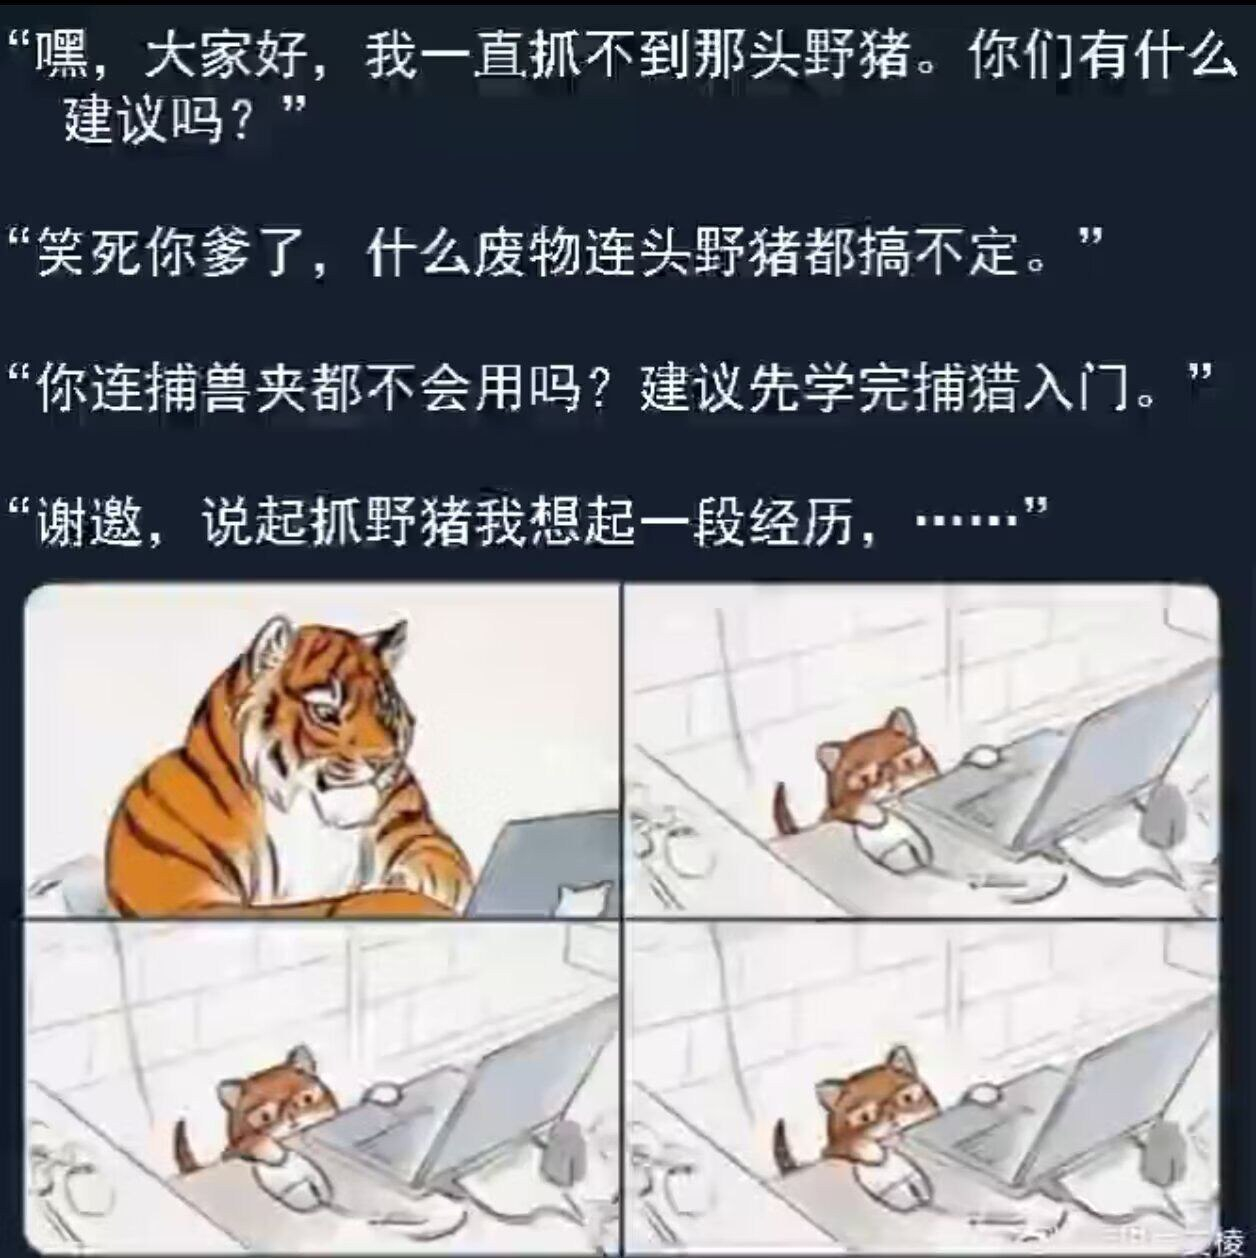 “嘿，大家好，我一直抓不到那头野猪。你们有什么
建议吗？”
“笑死你爹了，什么废物连头野猪都搞不定。”
“你连捕兽夹都不会用吗？建议先学完捕猎入门。”
“谢邀，说起抓野猪我想起一段经历，……”